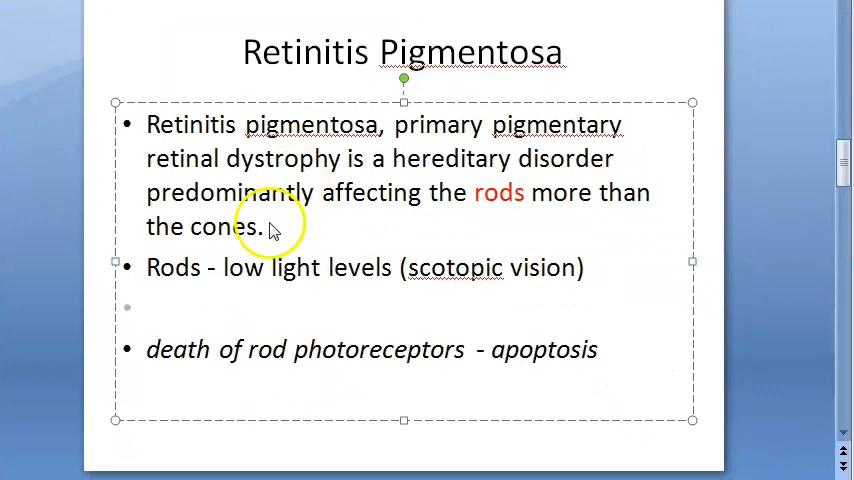 Retinitis Pigmentosa
• Retinitis pigmentosa, primary pigmentary
retinal dystrophy is a hereditary disorder
predominantly affecting the rods more than
the cones.
• Rods - low light levels (scotopic vision)
•
• death of rod photoreceptors - apoptosis